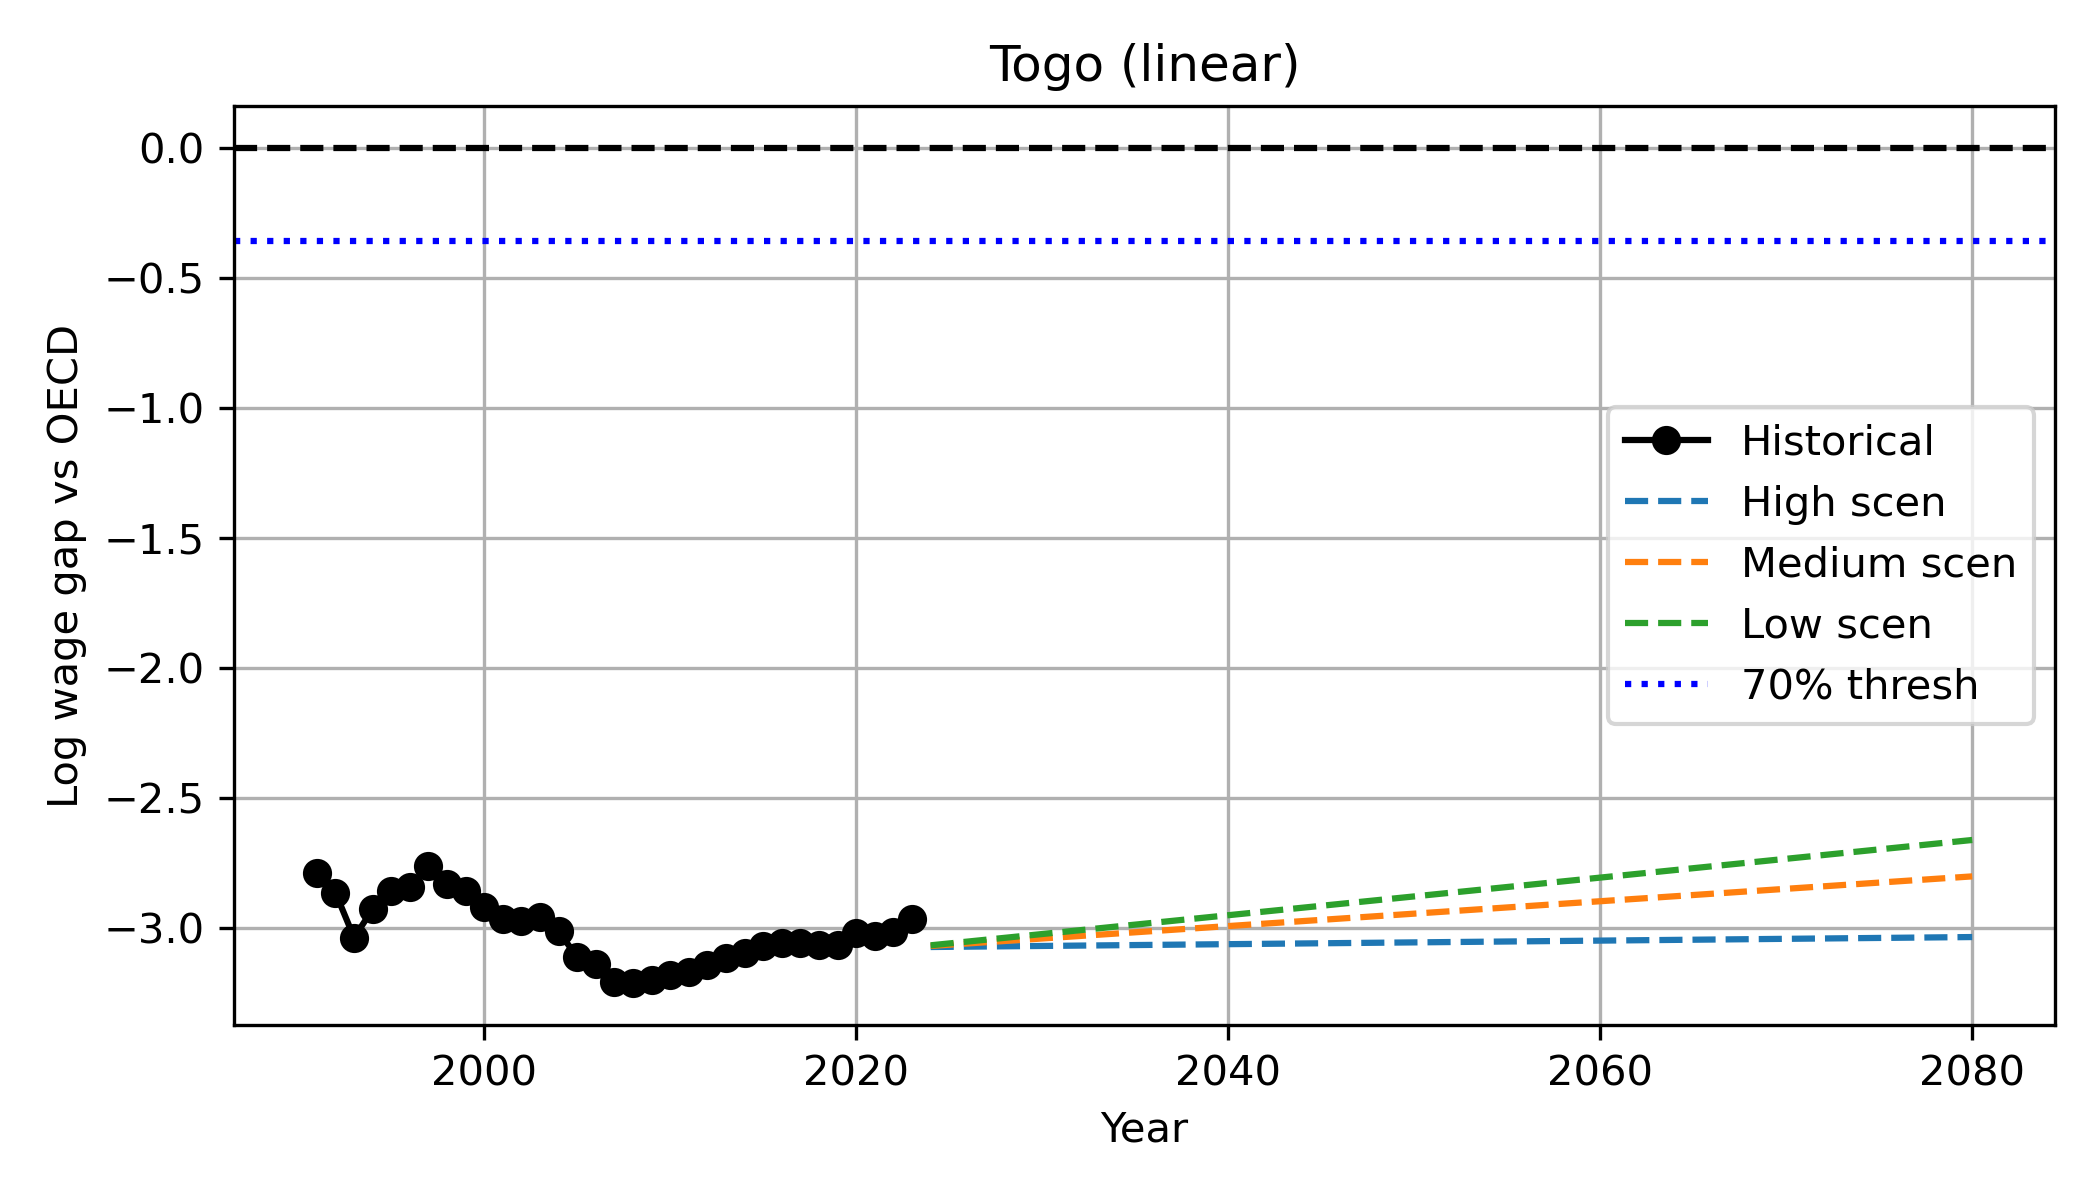 Togo (linear)
0.0
−0.5
−1.0
−1.5
−2.0
−2.5
−3.0
Log wage gap vs OECD
Historical
High scen
Medium scen
Low scen
70% thresh
2000 2020 2040 2060 2080
Year